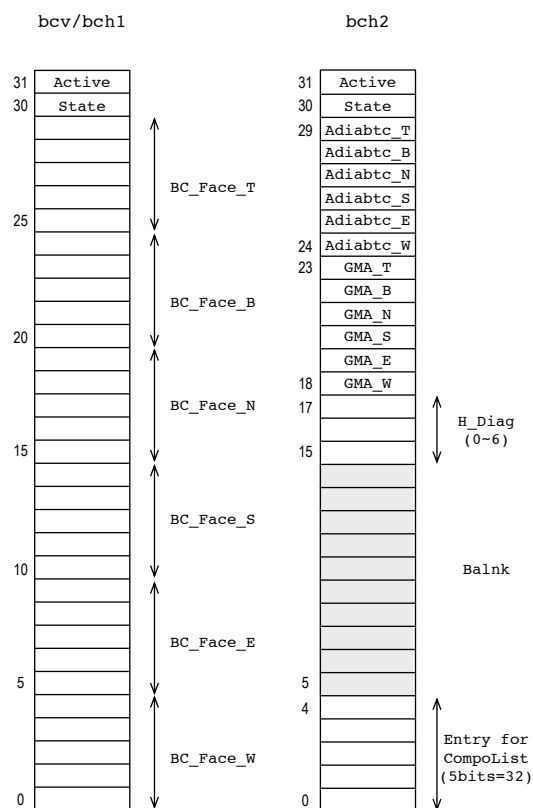 bcv/bch1
31 Active
30 State
BC_Face_T
25
BC_Face_B
20
BC_Face_N
15
BC_Face_S
10
BC_Face_E
5
BC_Face_W
0
bch2
31 Active
30 State
29 Adiabtc_T
Adiabtc_B
Adiabtc_N
Adiabtc_S
Adiabtc_E
24 Adiabtc_W
23 GMA_T
GMA_B
GMA_N
GMA_S
GMA_E
18 GMA_W
17
H_Diag
(0~6)
15
Balnk
5
4
Entry for
CompoList
(5bits=32)
0